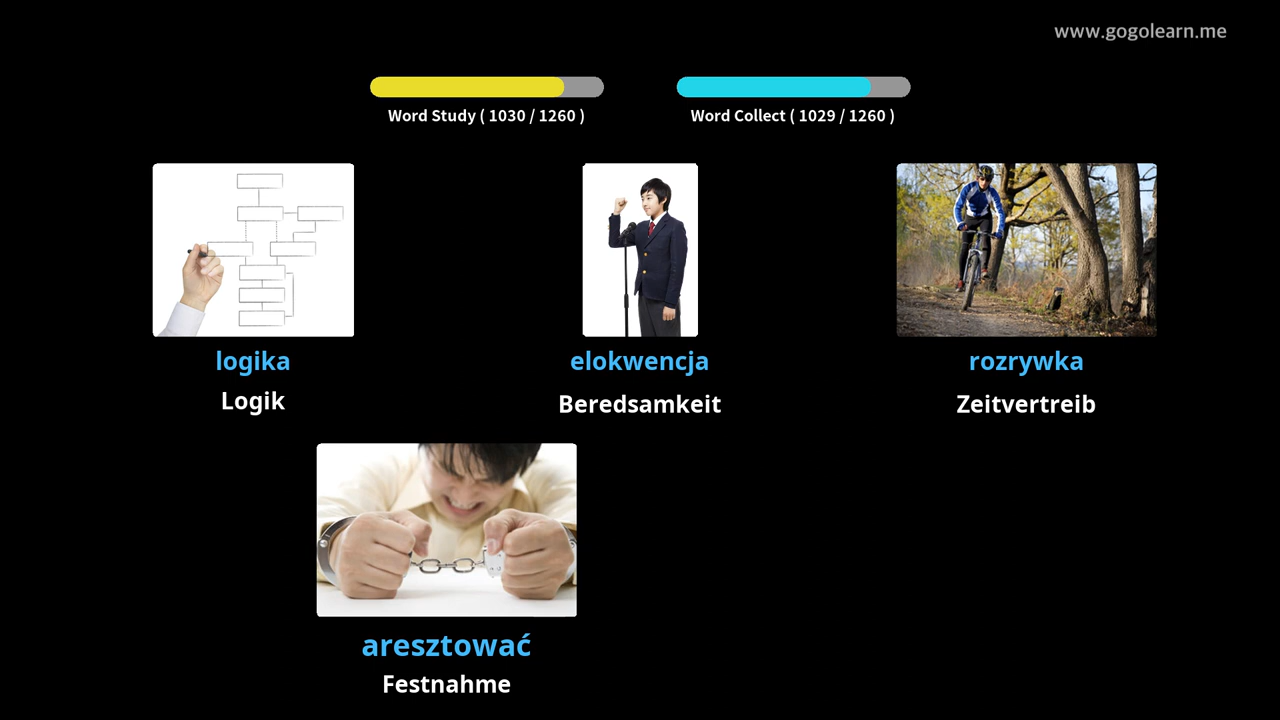 www.gogolearn.me
Word Study ( 1030 / 1260 )
Word Collect ( 1029 / 1260 )
logika
Logik
elokwencja
Beredsamkeit
rozrywka
Zeitvertreib
aresztować
Festnahme